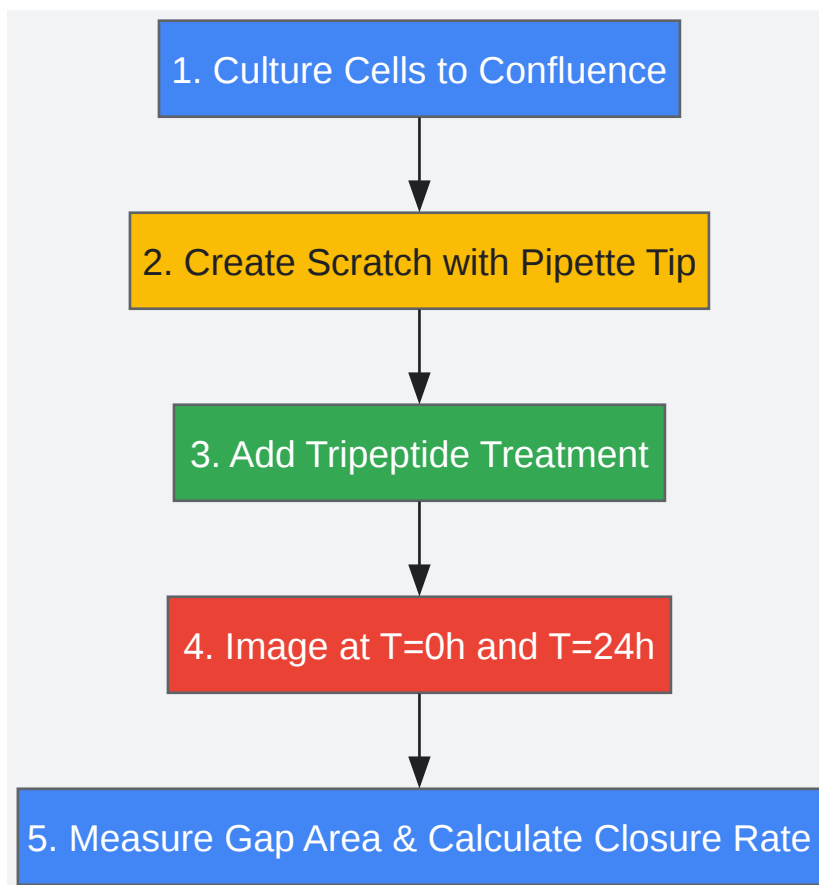 1. Culture Cells to Confluence
2. Create Scratch with Pipette Tip
3. Add Tripeptide Treatment
4. Image at T=0h and T=24h
5. Measure Gap Area & Calculate Closure Rate